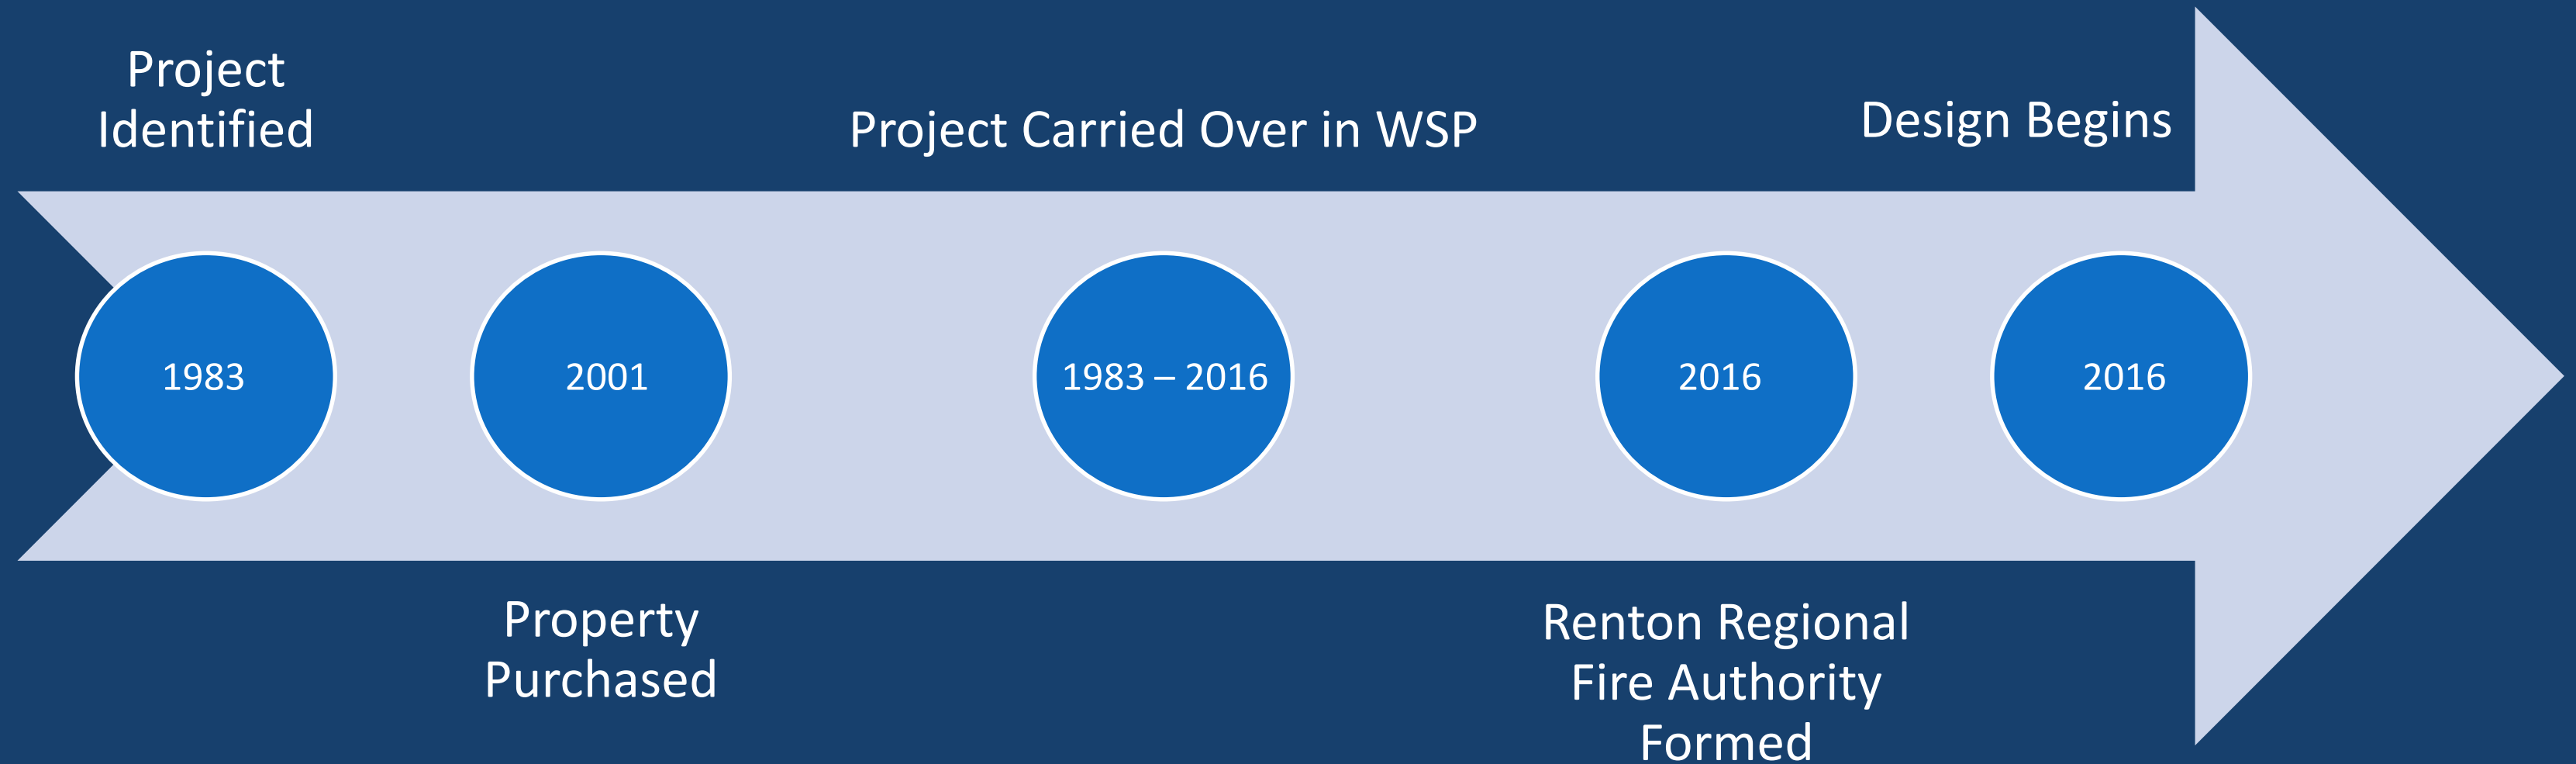 Project
Identified
Project Carried Over in WSP
Design Begins
1983
2001
1983 – 2016
2016
2016
Property
Purchased
Renton Regional
Fire Authority
Formed